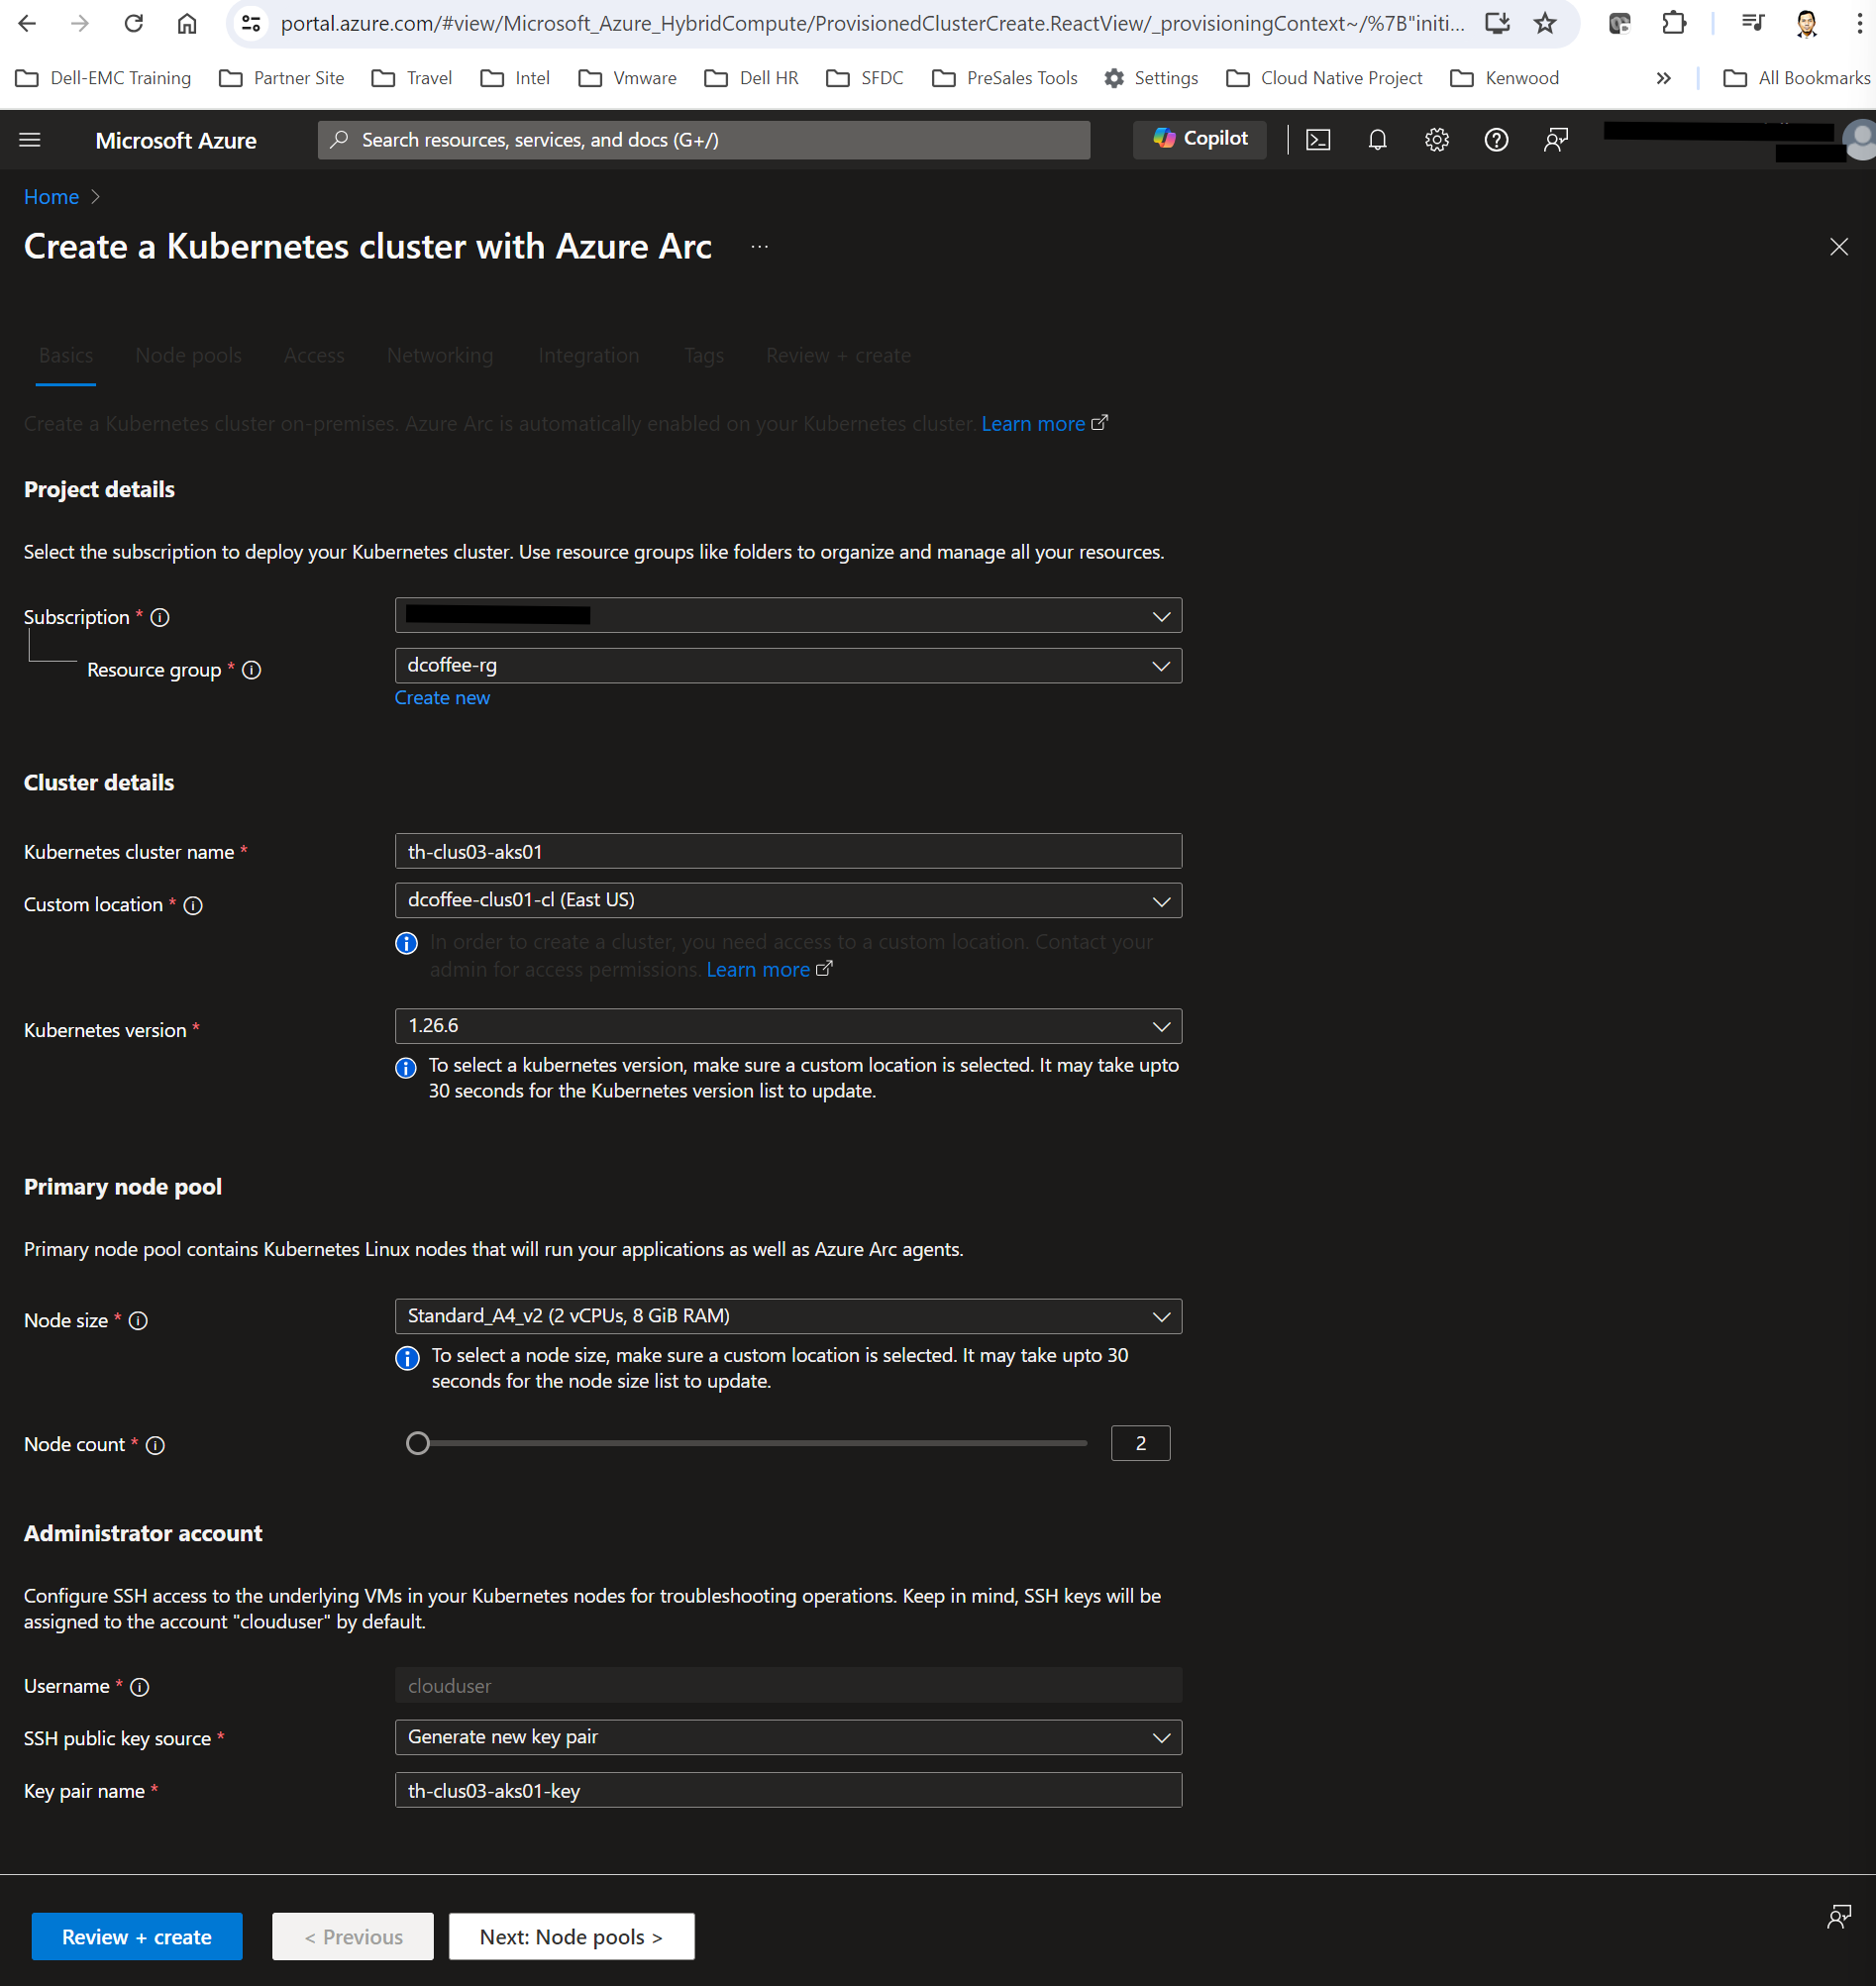 portal.azure.com/#view/Microsoft_Azure_HybridCompute/ProvisionedClusterCreate.ReactView/_provisioningContext~/%7B"initi...
Dell-EMC Training Partner Site Travel Intel Vmware Dell HR SFDC PreSales Tools Settings Cloud Native Project Kenwood » All Bookmarks
Microsoft Azure Search resources, services, and docs (G+/) Copilot
Home >
Create a Kubernetes cluster with Azure Arc ...
Basics Node pools Access Networking Integration Tags Review + create
Create a Kubernetes cluster on-premises. Azure Arc is automatically enabled on your Kubernetes cluster. Learn more
Project details
Select the subscription to deploy your Kubernetes cluster. Use resource groups like folders to organize and manage all your resources.
Subscription *
Resource group * dcoffee-rg
Create new
Cluster details
Kubernetes cluster name * th-clus03-aks01
Custom location * dcoffee-clus01-cl (East US)
In order to create a cluster, you need access to a custom location. Contact your
admin for access permissions. Learn more
Kubernetes version * 1.26.6
To select a kubernetes version, make sure a custom location is selected. It may take upto
30 seconds for the Kubernetes version list to update.
Primary node pool
Primary node pool contains Kubernetes Linux nodes that will run your applications as well as Azure Arc agents.
Node size * Standard_A4_v2 (2 vCPUs, 8 GiB RAM)
To select a node size, make sure a custom location is selected. It may take upto 30
seconds for the node size list to update.
Node count * 2
Administrator account
Configure SSH access to the underlying VMs in your Kubernetes nodes for troubleshooting operations. Keep in mind, SSH keys will be
assigned to the account "clouduser" by default.
Username * clouduser
SSH public key source * Generate new key pair
Key pair name * th-clus03-aks01-key
Review + create < Previous Next: Node pools >